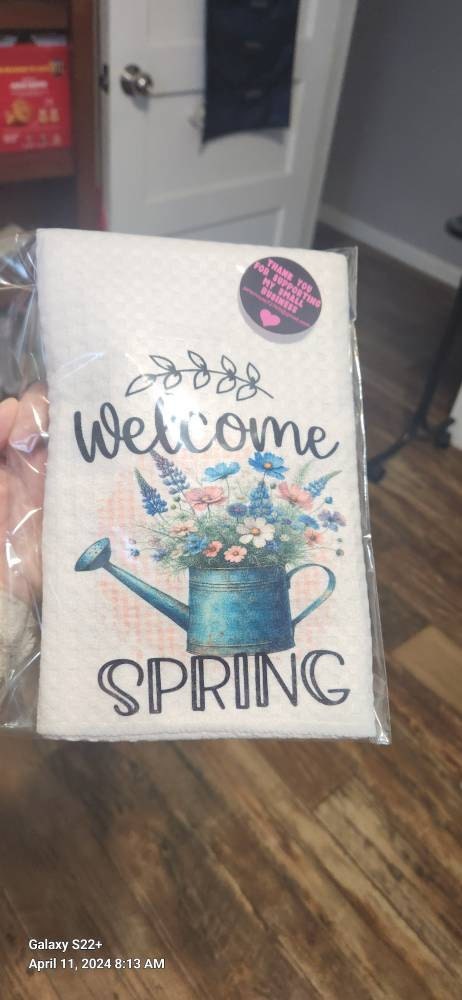 THANK YOU
FOR SUPPORTING
MY SMALL
BUSINESS
Welcome
SPRING
Galaxy S22+
April 11, 2024 8:13 AM